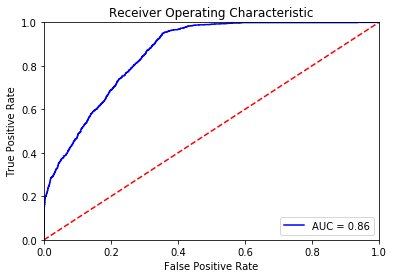 Receiver Operating Characteristic
1.0
0.8
0.6
0.4
0.2
0.0
True Positive Rate
AUC = 0.86
0.0 0.2 0.4 0.6 0.8 1.0
False Positive Rate